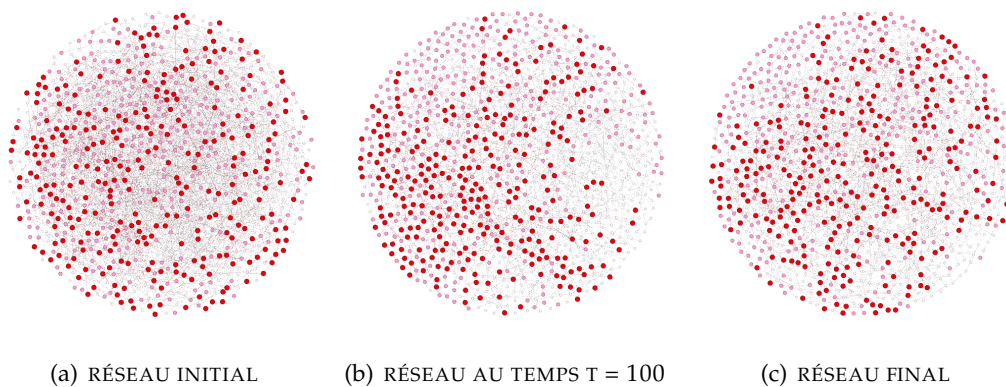 (a) RÉSEAU INITIAL
(b) RÉSEAU AU TEMPS T = 100
(c) RÉSEAU FINAL